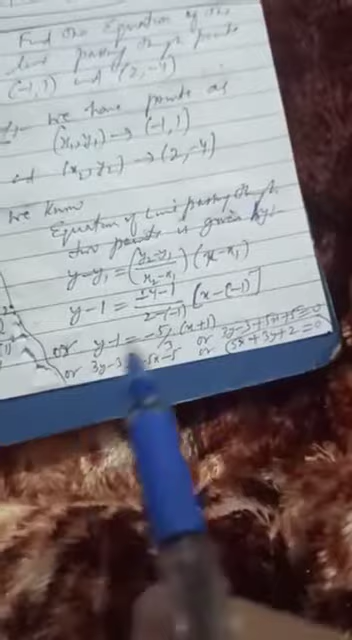 Find the Equation of the
line passing through points
(-1, 1) and (2, -4)
we have points as
(x₁, y₁) → (-1, 1)
and (x₂, y₂) → (2, -4)
we know
Equation of line passing through
two points is given by:-
y-y₁ = (y₂-y₁/x₂-x₁) (x-x₁)
y-1 = -4-1/2-(-1) [x-(-1)]
or y-1 = -5/3 (x+1)
or 3y-3 = -5x-5 or 3y-3+5x+5=0
or (5x+3y+2=0